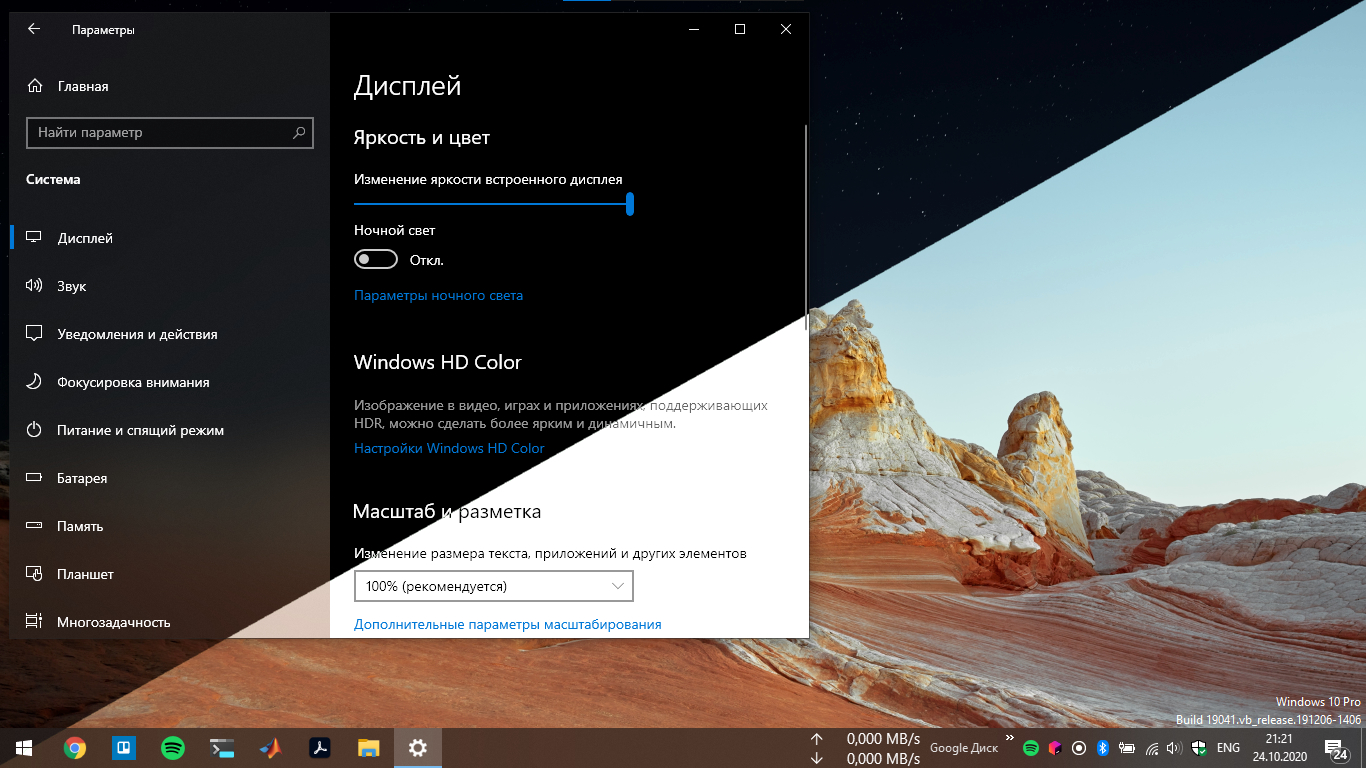 Параметры
Главная
Найти параметр
Система
Дисплей
Звук
Уведомления и действия
Фокусировка внимания
Питание и спящий режим
Батарея
Память
Планшет
Многозадачность
Дисплей
Яркость и цвет
Изменение яркости встроенного дисплея
Ночной свет
Откл.
Параметры ночного света
Windows HD Color
Изображение в видео, играх и приложениях, поддерживающих
HDR, можно сделать более ярким и динамичным.
Настройки Windows HD Color
Масштаб и разметка
Изменение размера текста, приложений и других элементов
100% (рекомендуется)
Дополнительные параметры масштабирования
Windows 10 Pro
Build 19041.vb_release.191206-1406
0,000 MB/s
0,000 MB/s
Google Диск
ENG
21:21
24.10.2020
24